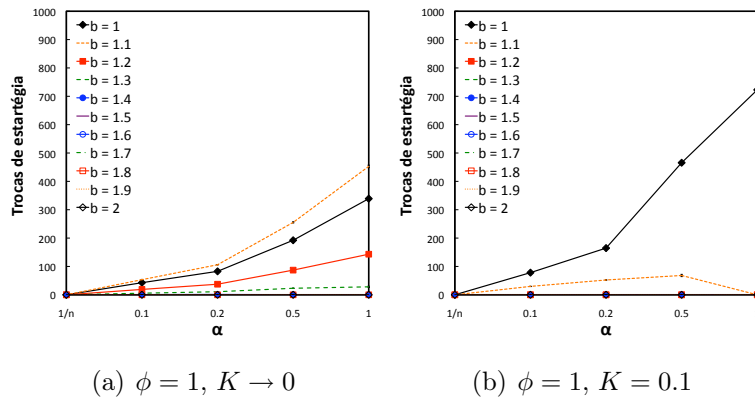 1000
900
800
700
600
500
400
300
200
100
0
Trocas de estartégia
b = 1
b = 1.1
b = 1.2
b = 1.3
b = 1.4
b = 1.5
b = 1.6
b = 1.7
b = 1.8
b = 1.9
b = 2
1/n 0.1 0.2 0.5 1
α
(a) ϕ = 1, K → 0
1000
900
800
700
600
500
400
300
200
100
0
Trocas de estartégia
b = 1
b = 1.1
b = 1.2
b = 1.3
b = 1.4
b = 1.5
b = 1.6
b = 1.7
b = 1.8
b = 1.9
b = 2
1/n 0.1 0.2 0.5
α
(b) ϕ = 1, K = 0.1